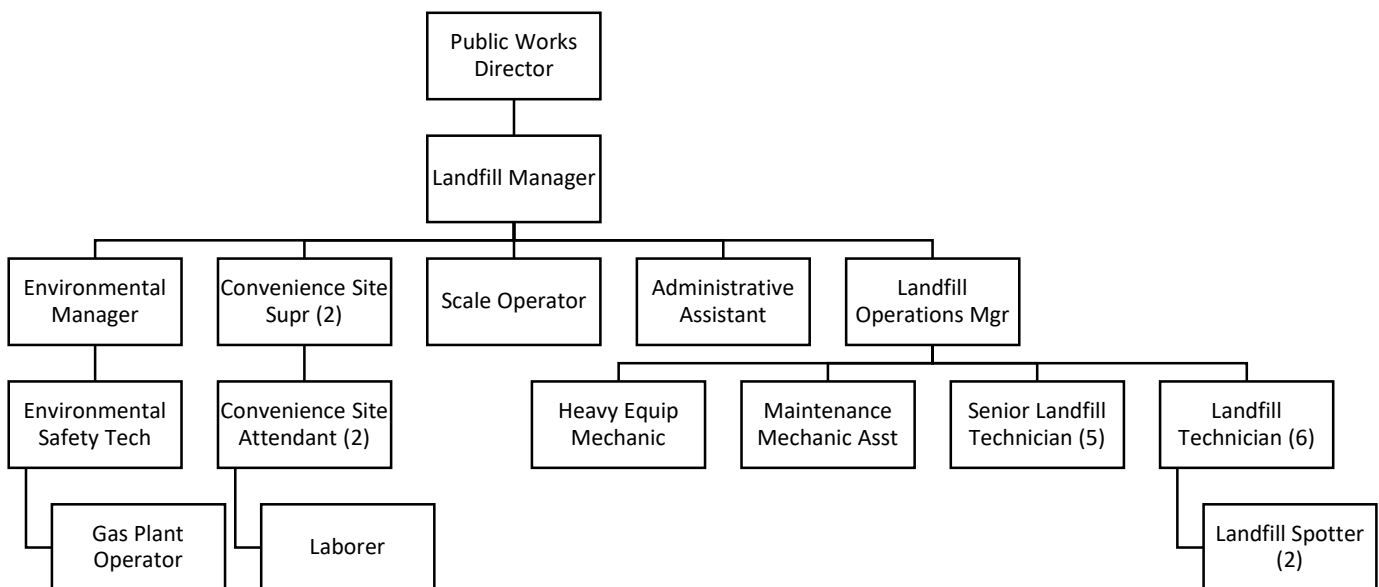 Public Works
Director
Landfill Manager
Environmental
Manager
Convenience Site
Supr (2)
Scale Operator
Administrative
Assistant
Landfill
Operations Mgr
Environmental
Safety Tech
Convenience Site
Attendant (2)
Heavy Equip
Mechanic
Maintenance
Mechanic Asst
Senior Landfill
Technician (5)
Landfill
Technician (6)
Gas Plant
Operator
Laborer
Landfill Spotter
(2)